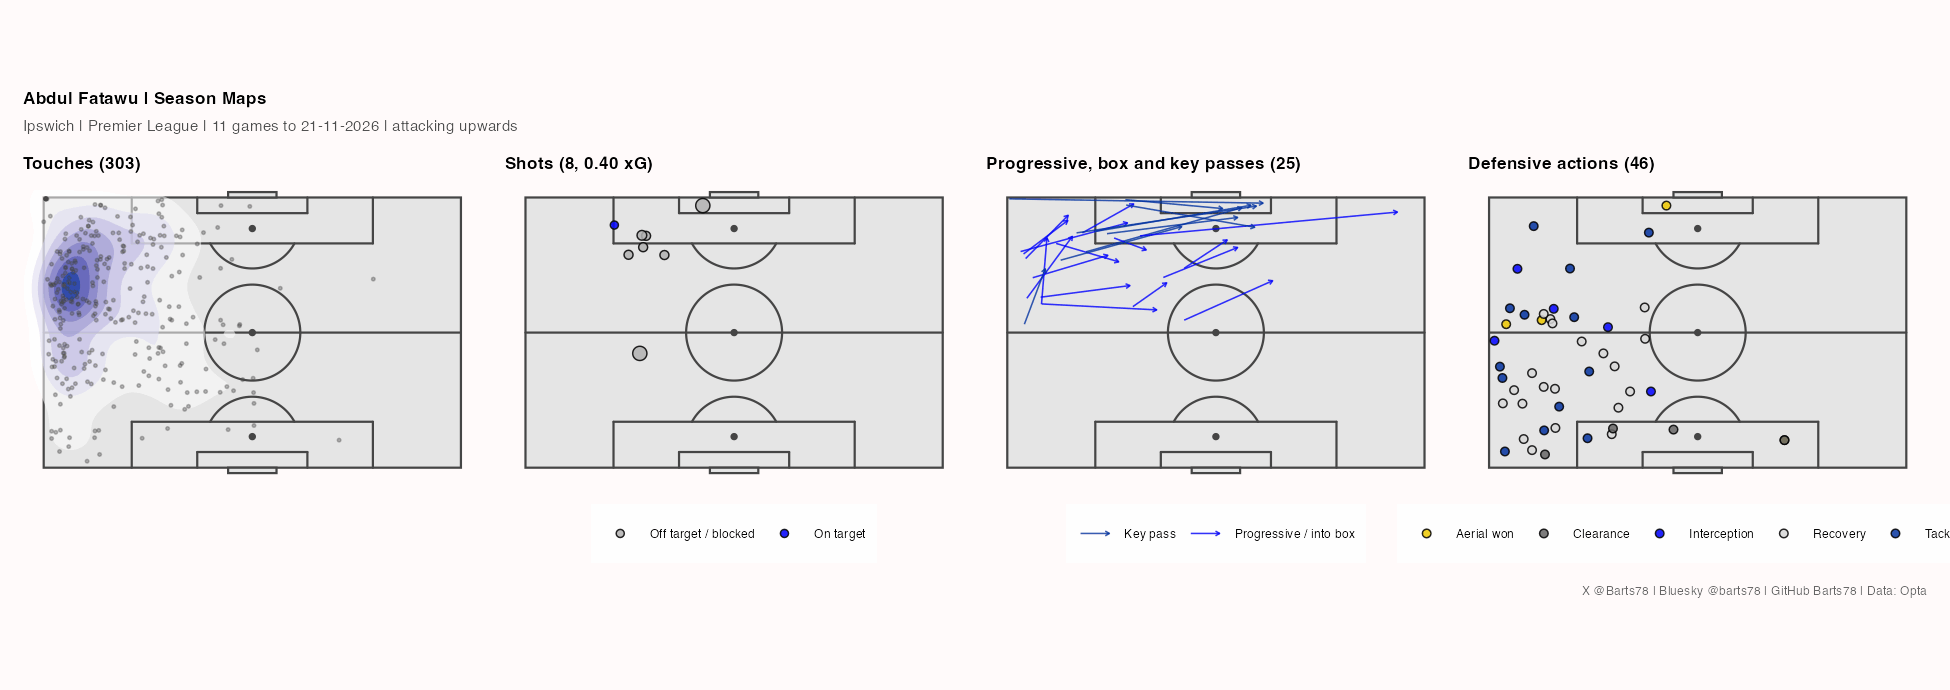 Abdul Fatawu | Season Maps
Ipswich | Premier League | 11 games to 21-11-2026 | attacking upwards
Touches (303)
Shots (8, 0.40 xG)
Progressive, box and key passes (25)
Defensive actions (46)
Off target / blocked
On target
Key pass
Progressive / into box
Aerial won
Clearance
Interception
Recovery
Tack
X @Barts78 | Bluesky @barts78 | GitHub Barts78 | Data: Opta